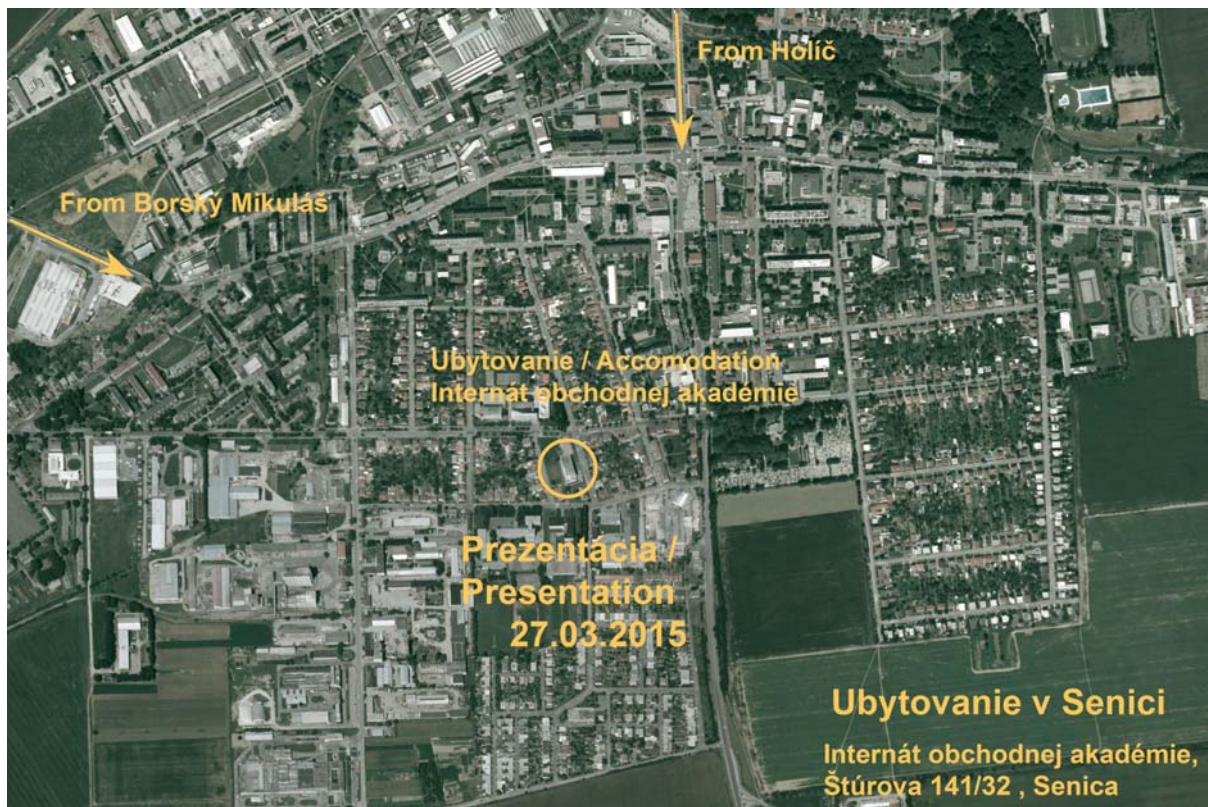 From Holíč
From Borský Mikuláš
Ubytovanie / Accomodation
Internát obchodnej akadémie
Prezentácia /
Presentation
27.03.2015
Ubytovanie v Senici
Internát obchodnej akadémie,
Štúrova 141/32 , Senica